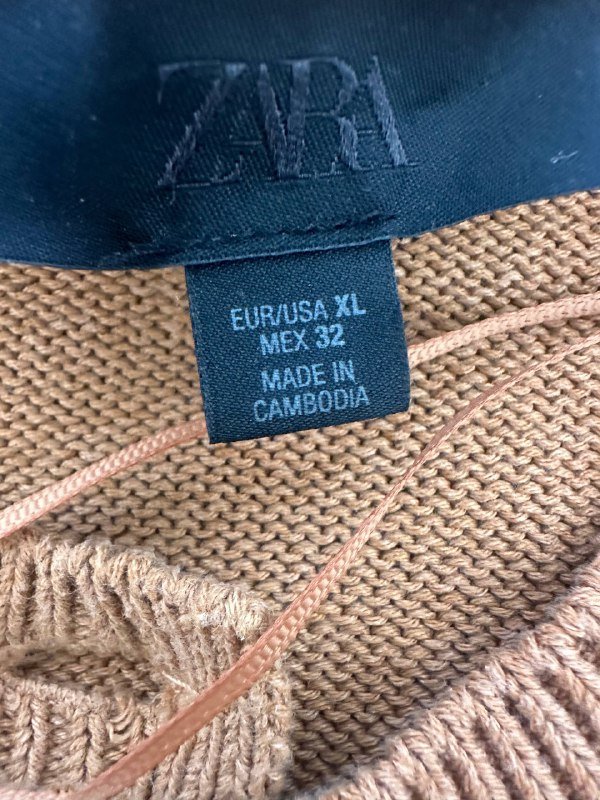 ZARA
EUR/USA XL
MEX 32
MADE IN
CAMBODIA